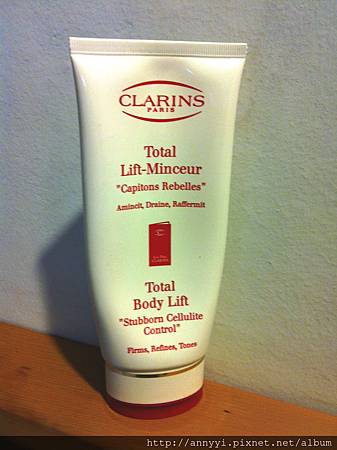 CLARINS
PARIS
Total
Lift-Minceur
"Capitons Rebelles"
Amincit, Draine, Raffermit
CLARINS
Total
Body Lift
"Stubborn Cellulite
Control"
Firms, Refines, Tones
http://annyyi.pixnet.net/album